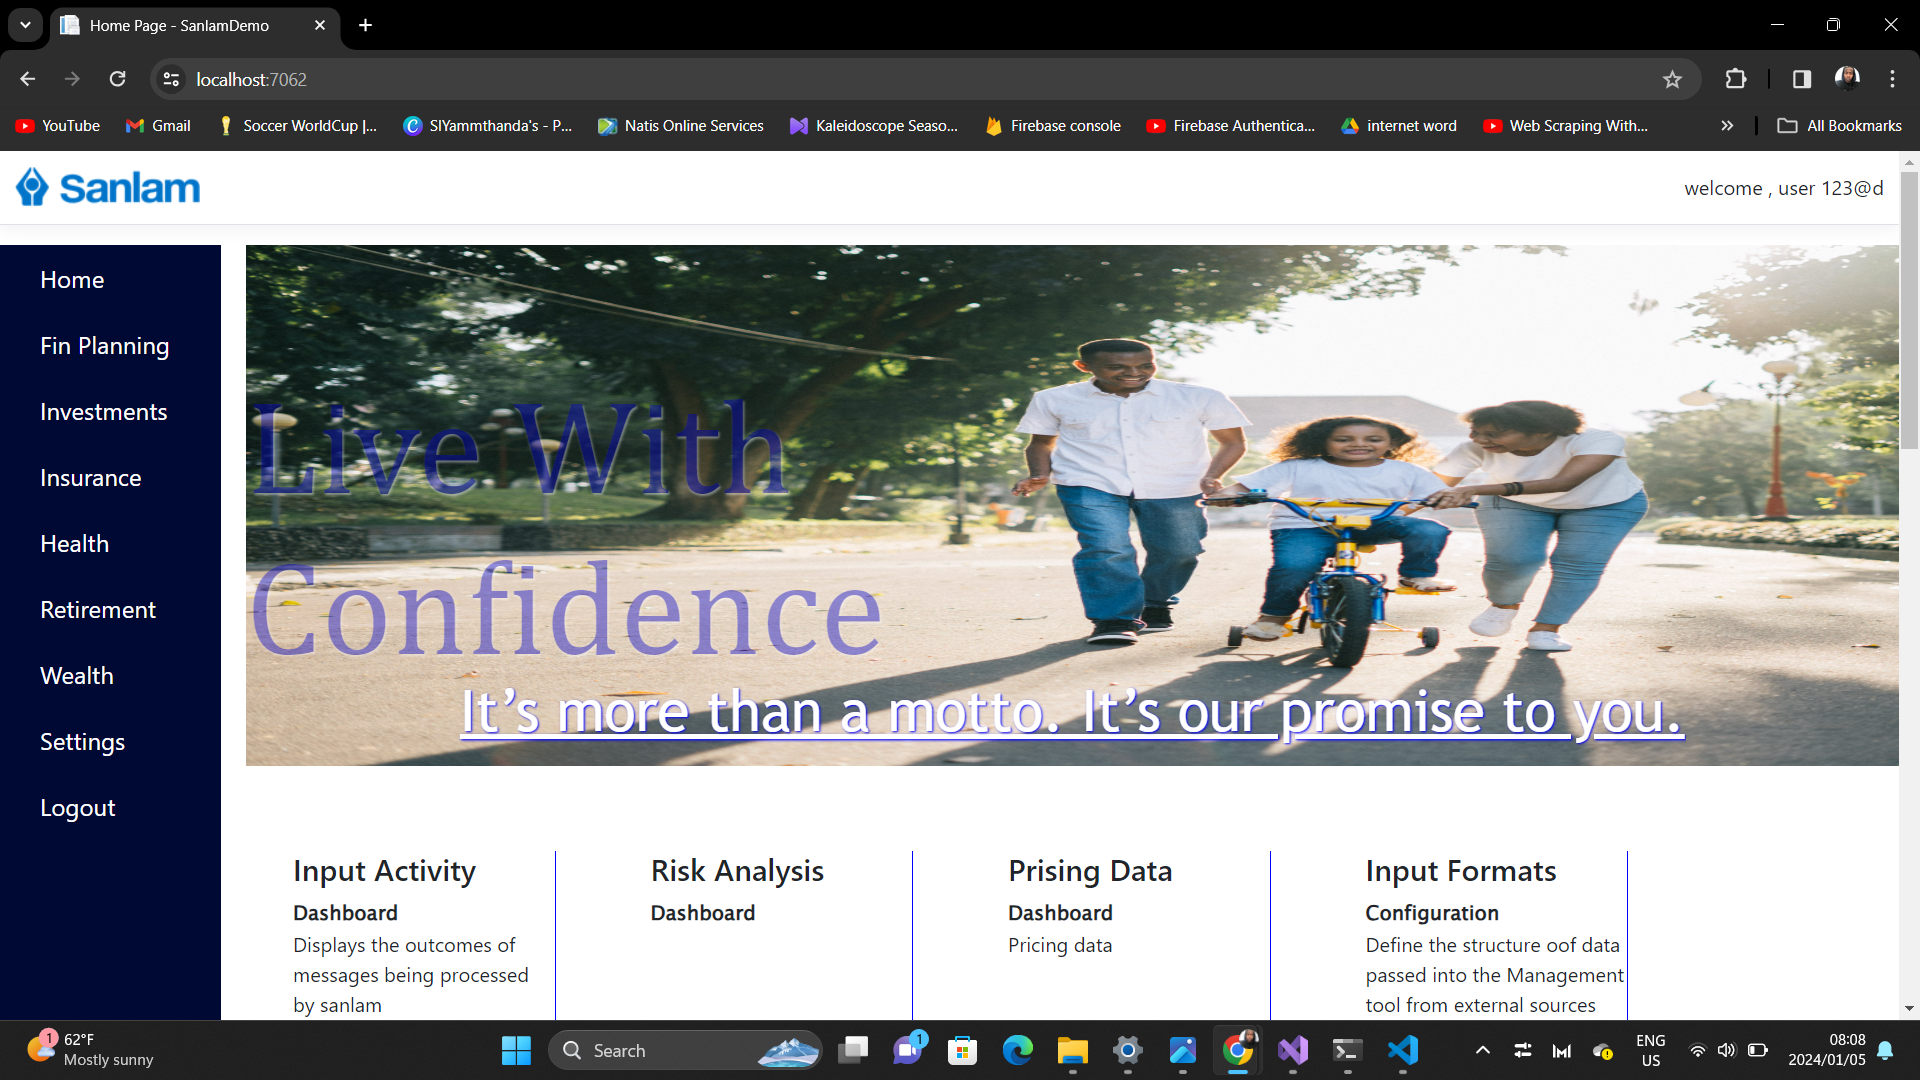 Home Page - SanlamDemo
localhost:7062
YouTube
Gmail
Soccer WorldCup |...
SIYammthanda's - P...
Natis Online Services
Kaleidoscope Seaso...
Firebase console
Firebase Authentica...
internet word
Web Scraping With...
All Bookmarks
Sanlam
welcome , user 123@d
Home
Fin Planning
Investments
Insurance
Health
Retirement
Wealth
Settings
Logout
Live With
Confidence
It’s more than a motto. It’s our promise to you.
Input Activity
Dashboard
Displays the outcomes of
messages being processed
by sanlam
Risk Analysis
Dashboard
Prising Data
Dashboard
Pricing data
Input Formats
Configuration
Define the structure oof data
passed into the Management
tool from external sources
1
62°F
Mostly sunny
Search
1
ENG
US
08:08
2024/01/05